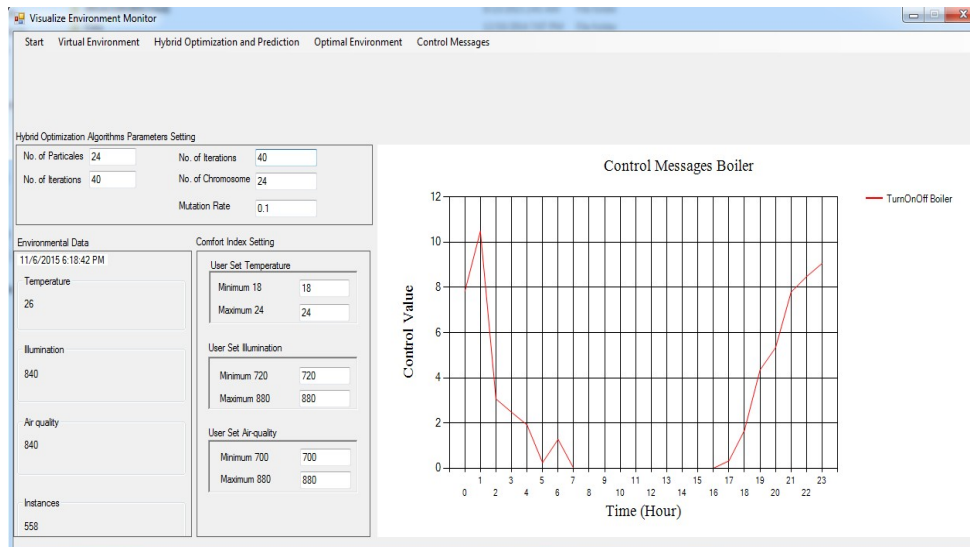 Visualize Environment Monitor
Start Virtual Environment Hybrid Optimization and Prediction Optimal Environment Control Messages
Hybrid Optimization Algorithms Parameters Setting
No. of Particales 24
No. of Iterations 40
No. of Iterations 40
No. of Chromosome 24
Mutation Rate 0.1
Environmental Data
11/6/2015 6:18:42 PM
Temperature
26
Illumination
840
Air quality
840
Instances
558
Comfort Index Setting
User Set Temperature
Minimum 18 18
Maximum 24 24
User Set Illumination
Minimum 720 720
Maximum 880 880
User Set Air-quality
Minimum 700 700
Maximum 880 880
Control Messages Boiler
TurnOnOff Boiler
Control Value
12
10
8
6
4
2
0
1 3 4 5 6 7 9 11 13 15 17 19 21 23
0 2 4 6 8 10 12 14 16 18 20 22
Time (Hour)